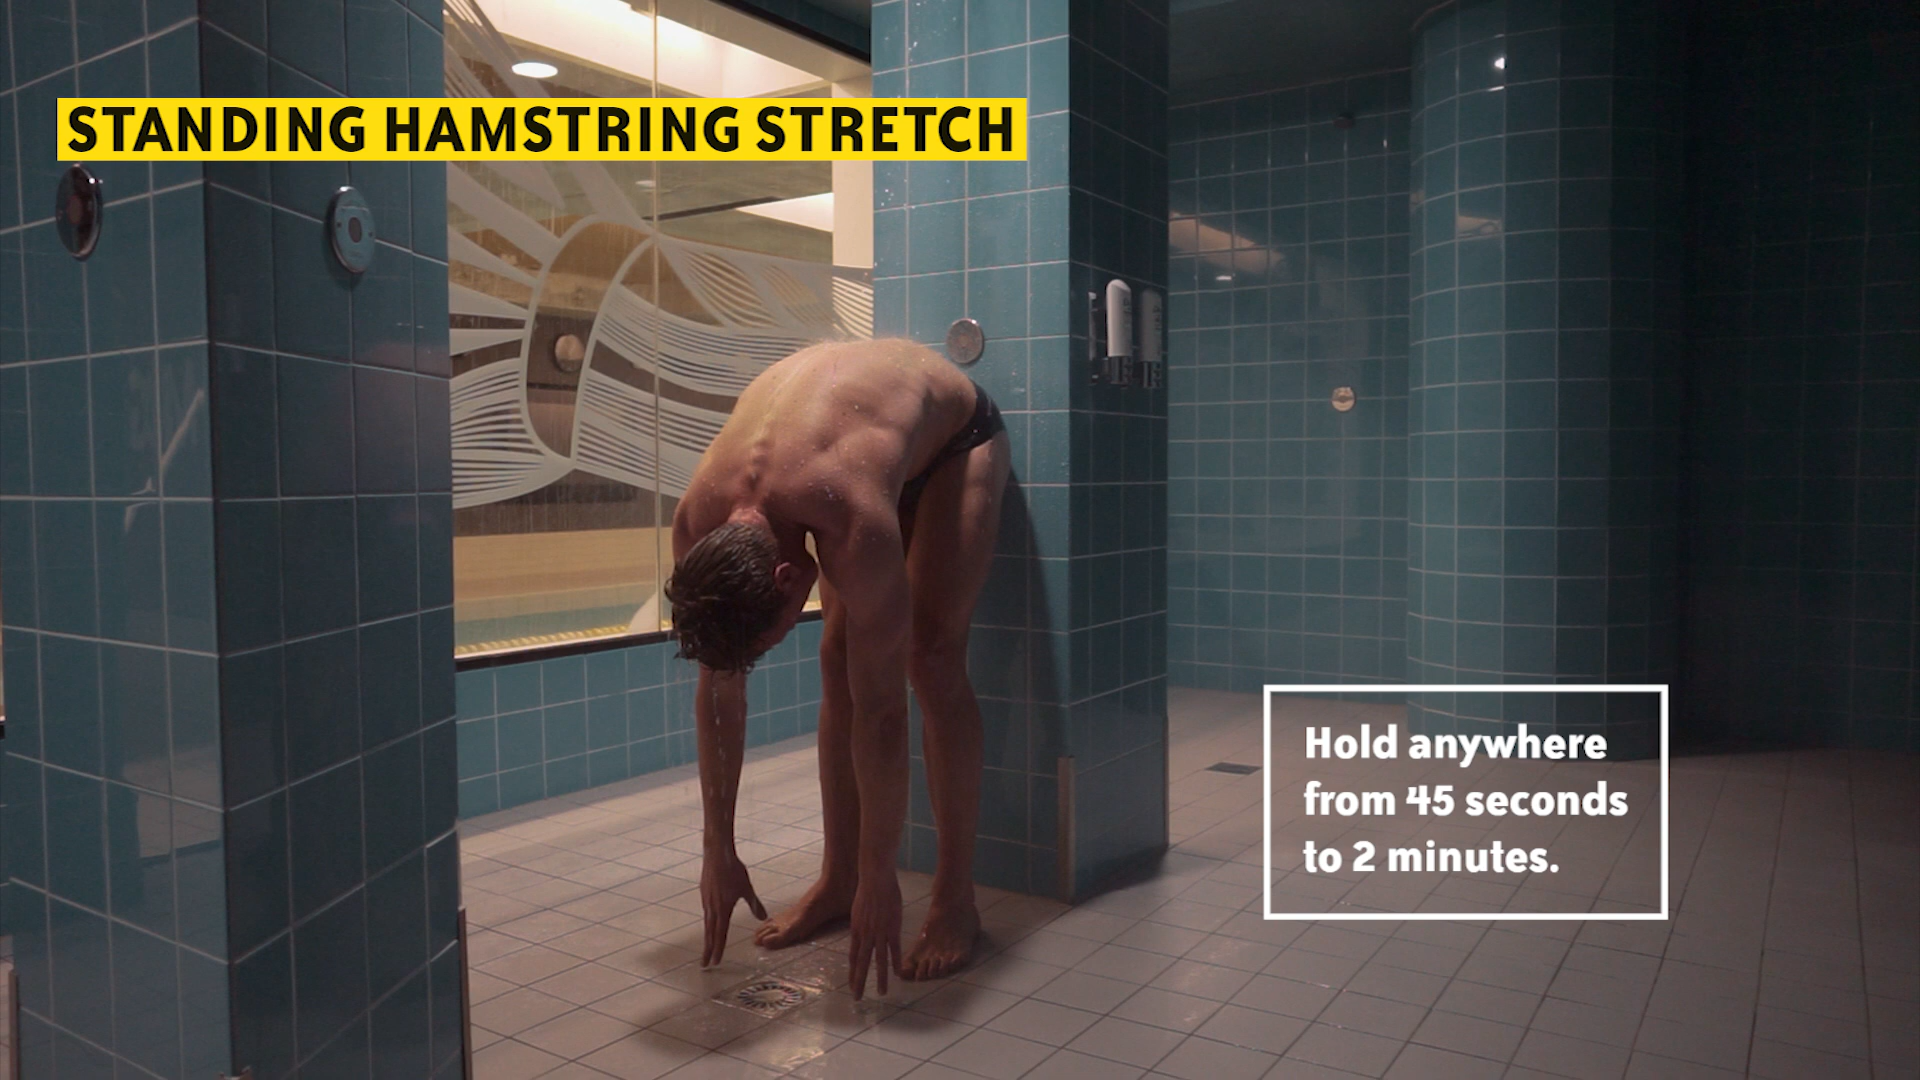 STANDING HAMSTRING STRETCH
Hold anywhere
from 45 seconds
to 2 minutes.